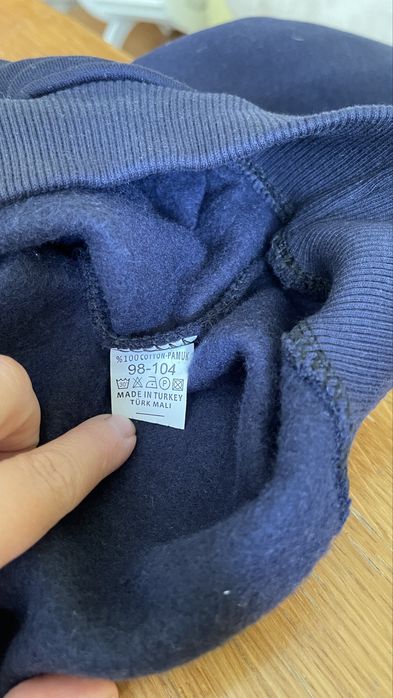 %100 COTTON-PAMUK
98-104
MADE IN TURKEY
TÜRK MALI